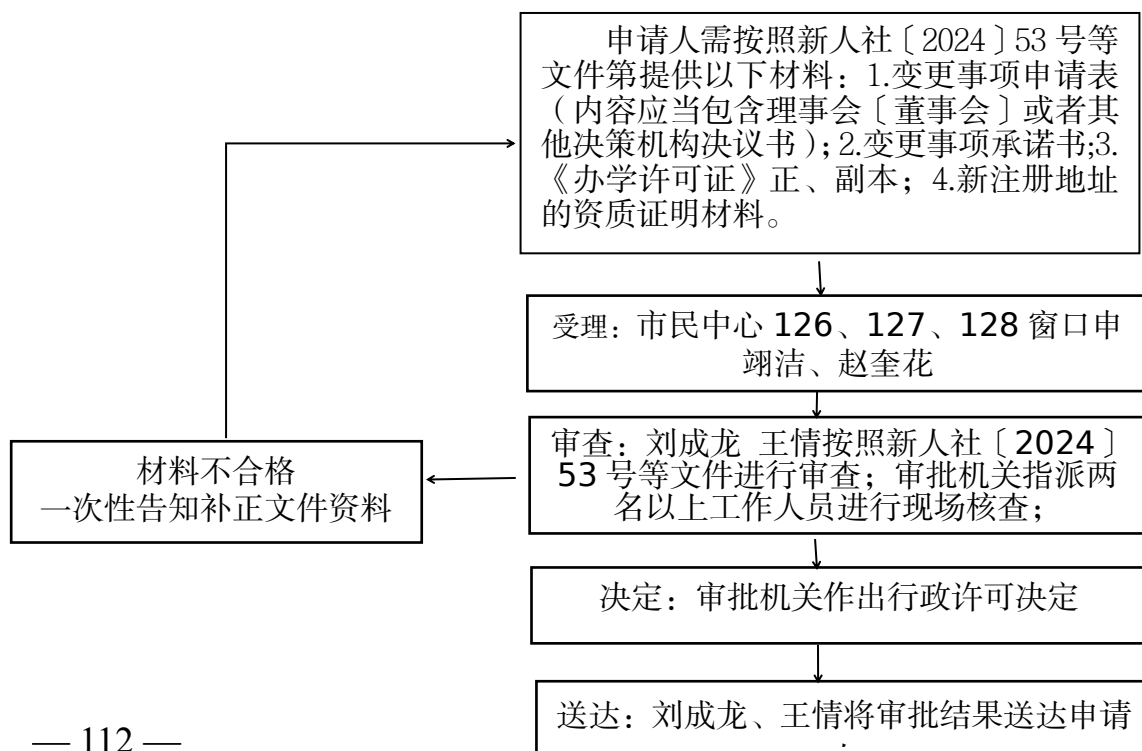 申请人需按照新人社〔2024〕53 号等
文件第提供以下材料：1.变更事项申请表
（内容应当包含理事会〔董事会〕或者其
他决策机构决议书）；2.变更事项承诺书;3.
《办学许可证》正、副本；4.新注册地址
的资质证明材料。
受理：市民中心 126、127、128 窗口申
翊洁、赵奎花
审查：刘成龙 王情按照新人社〔2024〕
53 号等文件进行审查；审批机关指派两
名以上工作人员进行现场核查；
材料不合格
一次性告知补正文件资料
决定：审批机关作出行政许可决定
送达：刘成龙、王情将审批结果送达申请
— 112 —